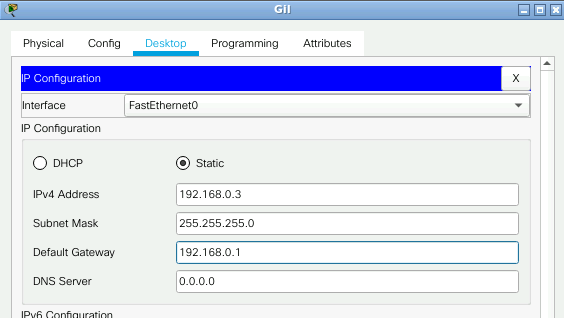 Gil
Physical Config Desktop Programming Attributes
IP Configuration X
Interface FastEthernet0
IP Configuration
DHCP Static
IPv4 Address 192.168.0.3
Subnet Mask 255.255.255.0
Default Gateway 192.168.0.1
DNS Server 0.0.0.0
IPv6 Configuration